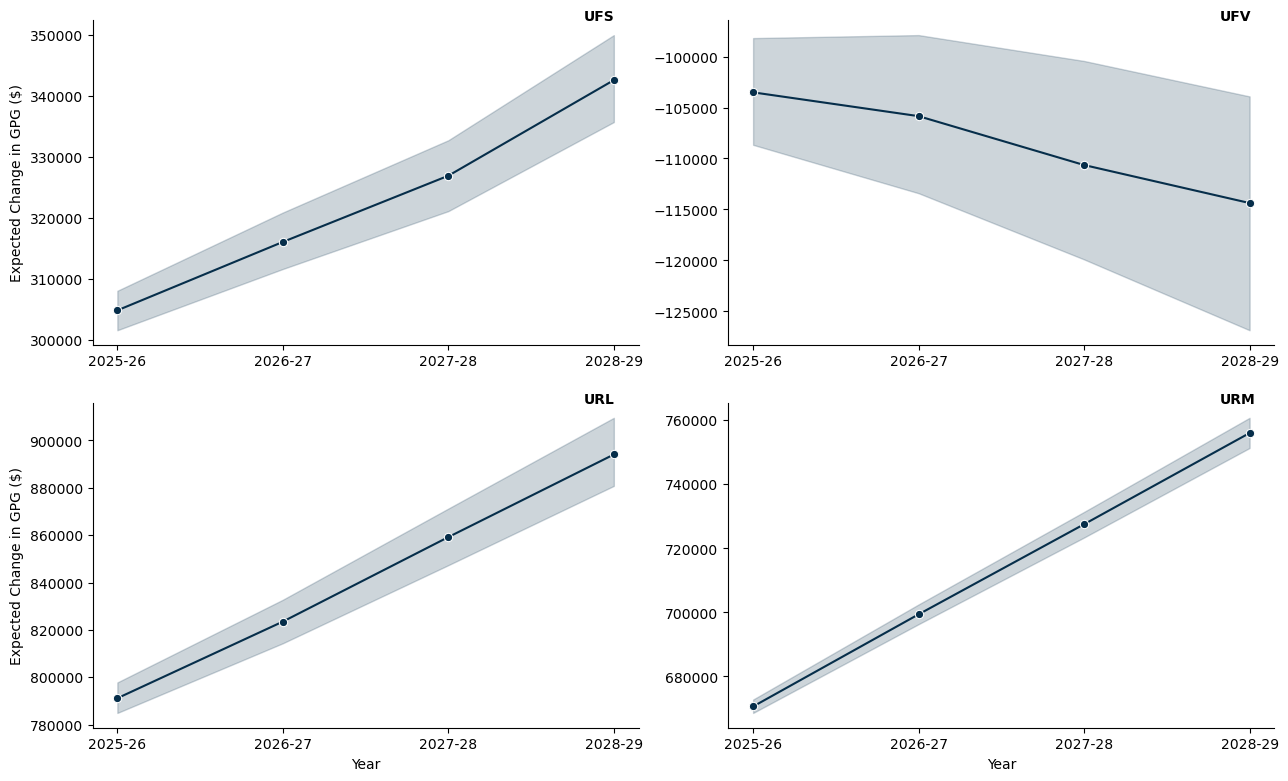 UFS
Expected Change in GPG ($)
350000
340000
330000
320000
310000
300000
2025-26 2026-27 2027-28 2028-29
UFV
−100000
−105000
−110000
−115000
−120000
−125000
2025-26 2026-27 2027-28 2028-29
URL
Expected Change in GPG ($)
900000
880000
860000
840000
820000
800000
780000
2025-26 2026-27 2027-28 2028-29
Year
URM
760000
740000
720000
700000
680000
2025-26 2026-27 2027-28 2028-29
Year